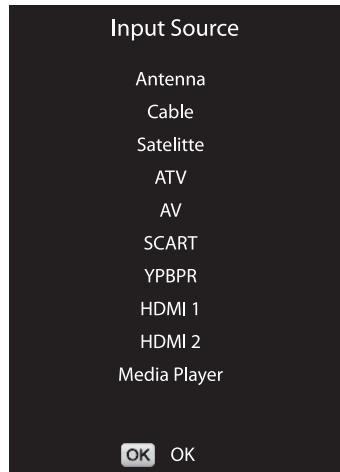 Input Source
Antenna
Cable
Satelitte
ATV
AV
SCART
YPBPR
HDMI 1
HDMI 2
Media Player
OK OK